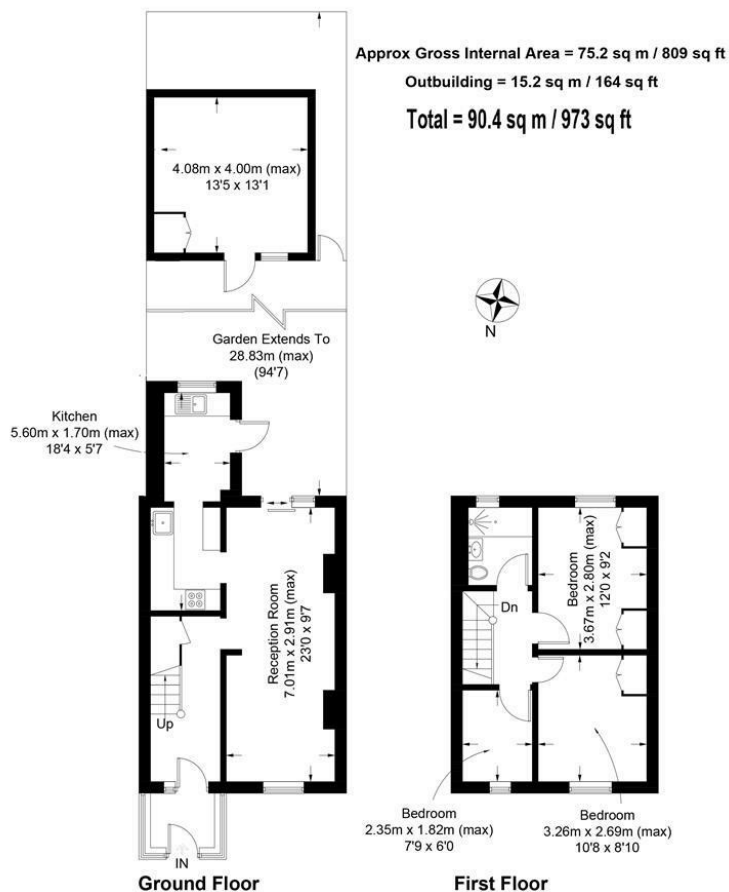 Approx Gross Internal Area = 75.2 sq m / 809 sq ft
Outbuilding = 15.2 sq m / 164 sq ft
Total = 90.4 sq m / 973 sq ft
4.08m x 4.00m (max)
13'5 x 13'1
N
Garden Extends To
28.83m (max)
(94'7)
Kitchen
5.60m x 1.70m (max)
18'4 x 5'7
Reception Room
7.01m x 2.91m (max)
23'0 x 9'7
Up
IN
Ground Floor
Bedroom
3.67m x 2.80m (max)
12'0 x 9'2
Dn
Bedroom
2.35m x 1.82m (max)
7'9 x 6'0
Bedroom
3.26m x 2.69m (max)
10'8 x 8'10
First Floor